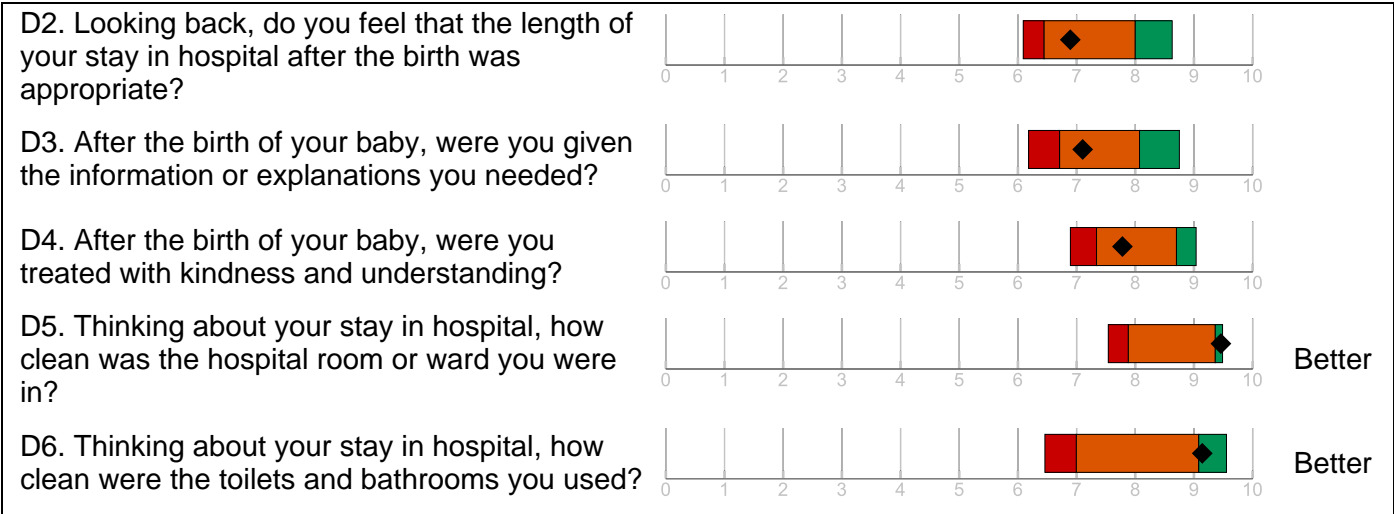 D2. Looking back, do you feel that the length of
your stay in hospital after the birth was
appropriate?
0 1 2 3 4 5 6 7 8 9 10
D3. After the birth of your baby, were you given
the information or explanations you needed?
0 1 2 3 4 5 6 7 8 9 10
D4. After the birth of your baby, were you
treated with kindness and understanding?
0 1 2 3 4 5 6 7 8 9 10
D5. Thinking about your stay in hospital, how
clean was the hospital room or ward you were
in?
0 1 2 3 4 5 6 7 8 9 10
Better
D6. Thinking about your stay in hospital, how
clean were the toilets and bathrooms you used?
0 1 2 3 4 5 6 7 8 9 10
Better